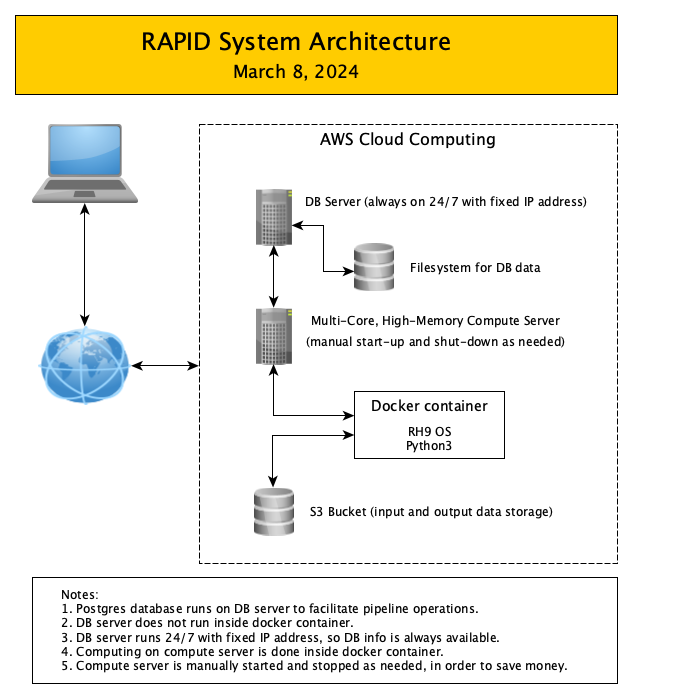 RAPID System Architecture
March 8, 2024
AWS Cloud Computing
DB Server (always on 24/7 with fixed IP address)
Filesystem for DB data
Multi-Core, High-Memory Compute Server
(manual start-up and shut-down as needed)
Docker container
RH9 OS
Python3
S3 Bucket (input and output data storage)
Notes:
1. Postgres database runs on DB server to facilitate pipeline operations.
2. DB server does not run inside docker container.
3. DB server runs 24/7 with fixed IP address, so DB info is always available.
4. Computing on compute server is done inside docker container.
5. Compute server is manually started and stopped as needed, in order to save money.